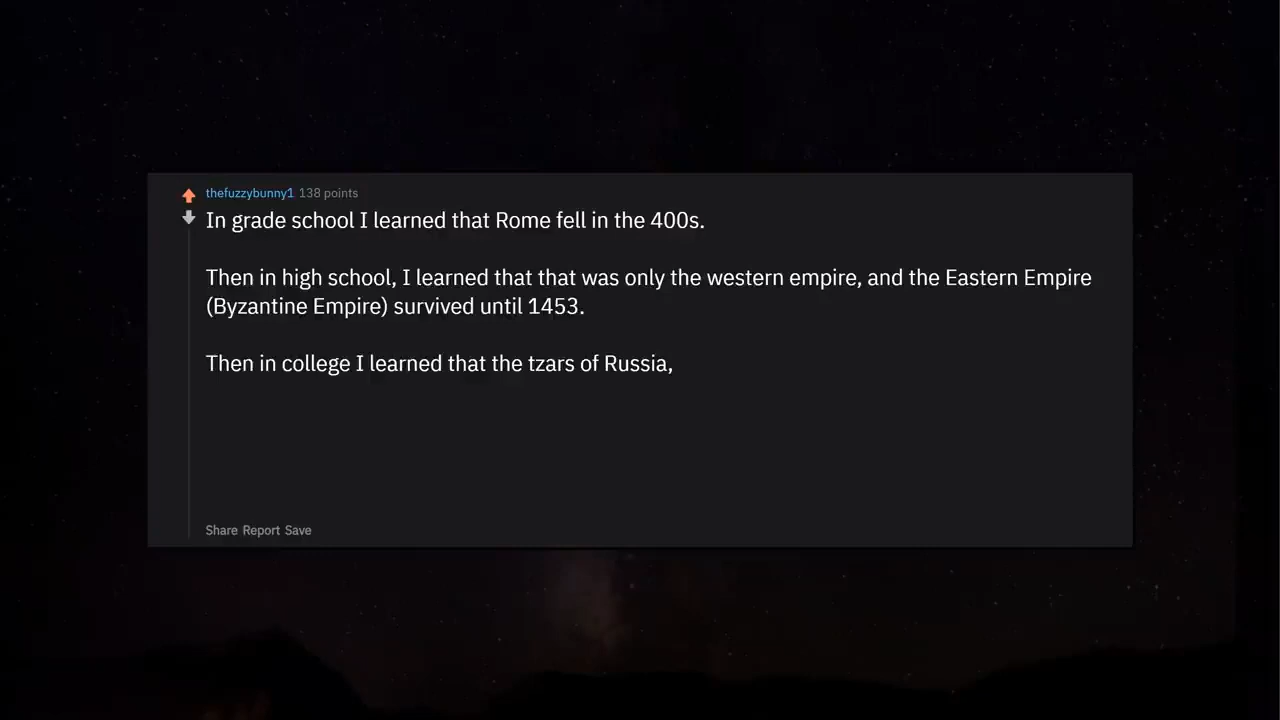 thefuzzybunny1 138 points
In grade school I learned that Rome fell in the 400s.
Then in high school, I learned that that was only the western empire, and the Eastern Empire
(Byzantine Empire) survived until 1453.
Then in college I learned that the tzars of Russia,
Share Report Save